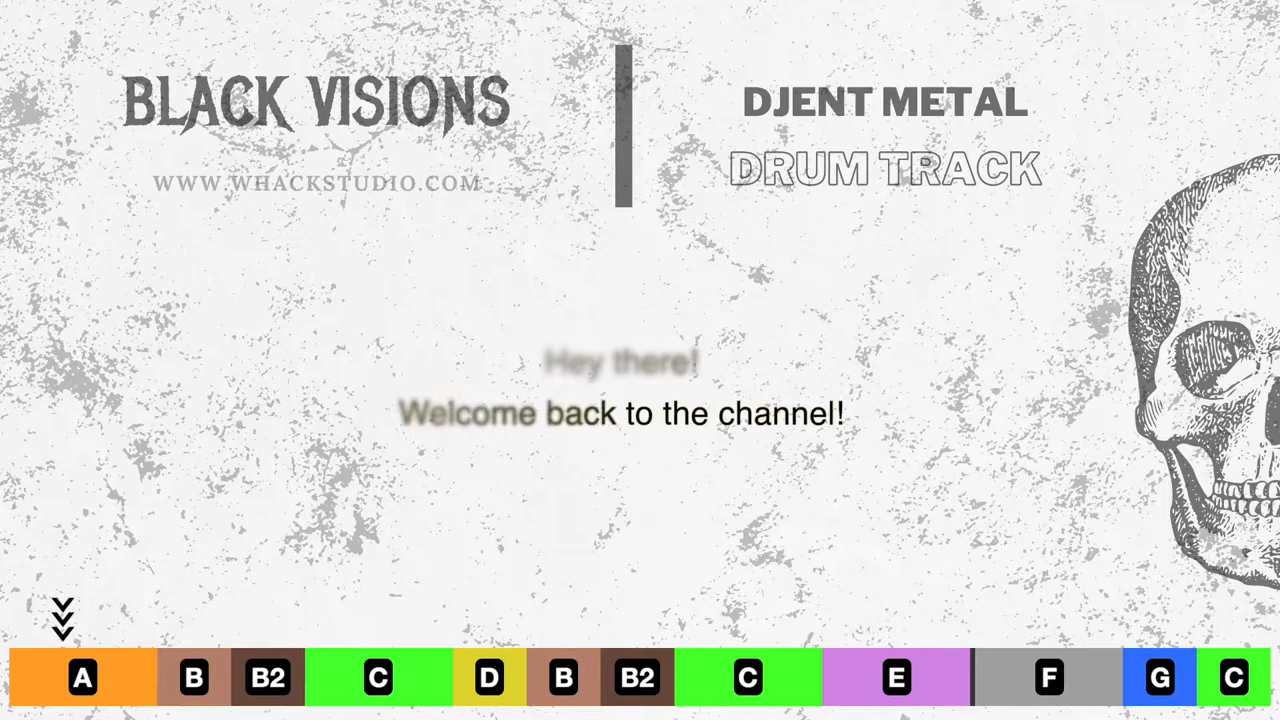 BLACK VISIONS
WWW.WHACKSTUDIO.COM
DJENT METAL
DRUM TRACK
Hey there!
Welcome back to the channel!
A B B2 C D B B2 C E F G C